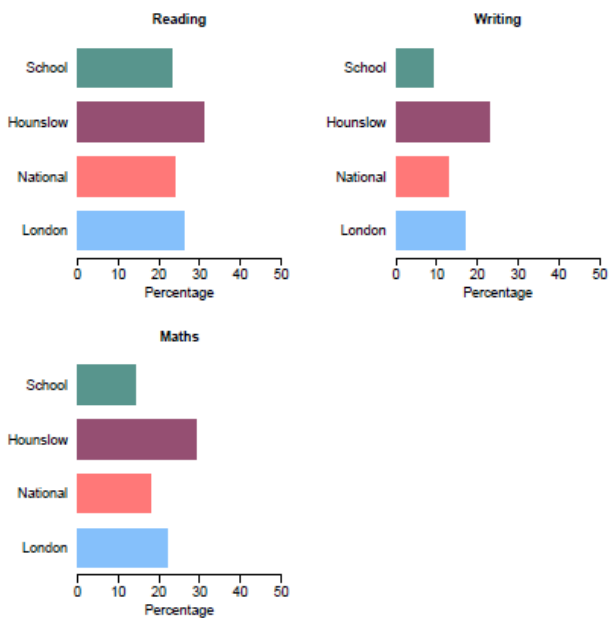 Reading
School
Hounslow
National
London
0 10 20 30 40 50
Percentage
Writing
School
Hounslow
National
London
0 10 20 30 40 50
Percentage
Maths
School
Hounslow
National
London
0 10 20 30 40 50
Percentage